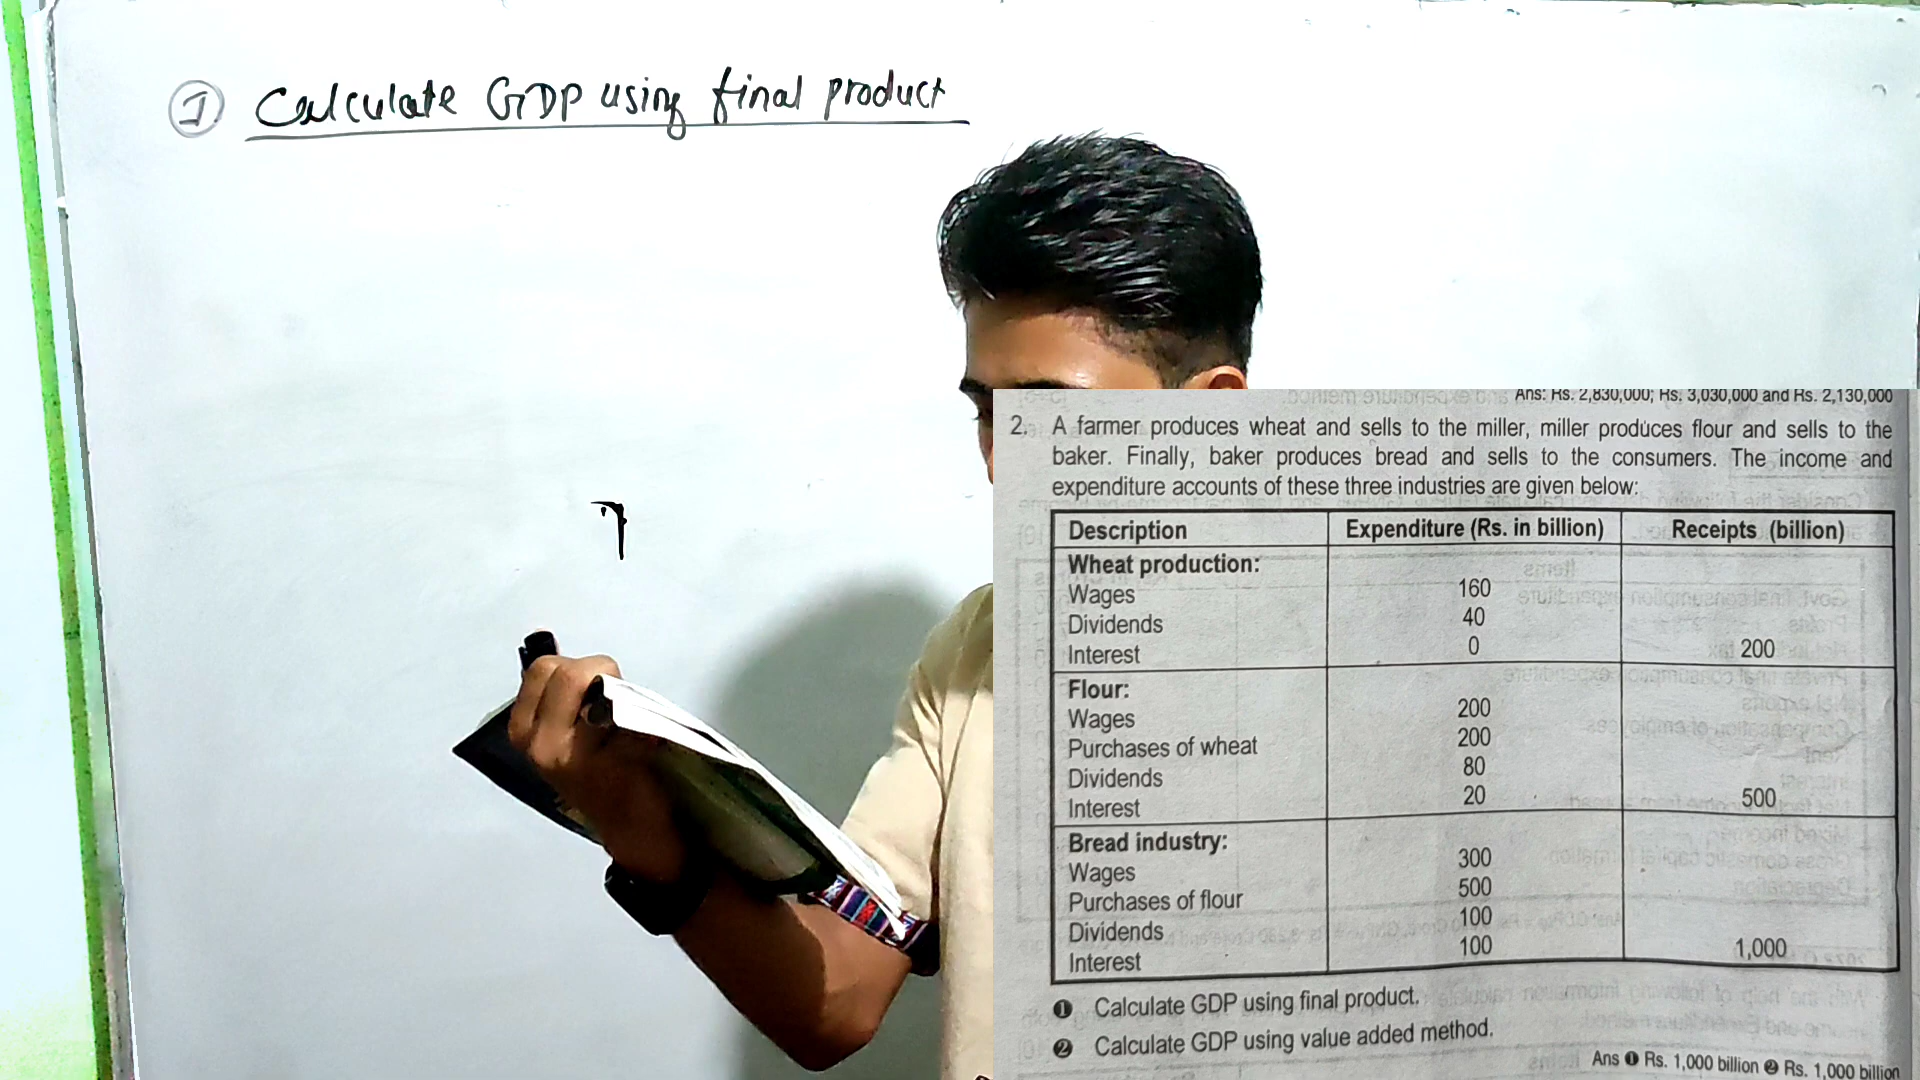 ① Calculate GDP using final product
Ans: Rs. 2,830,000; Rs. 3,030,000 and Rs. 2,130,000
2. A farmer produces wheat and sells to the miller, miller produces flour and sells to the
baker. Finally, baker produces bread and sells to the consumers. The income and
expenditure accounts of these three industries are given below:
Description Expenditure (Rs. in billion) Receipts (billion)
Wheat production:
Wages 160
Dividends 40
Interest 0 200
Flour:
Wages 200
Purchases of wheat 200
Dividends 80
Interest 20 500
Bread industry:
Wages 300
Purchases of flour 500
Dividends 100
Interest 100 1,000
❶ Calculate GDP using final product.
❷ Calculate GDP using value added method.
Ans ❶ Rs. 1,000 billion ❷ Rs. 1,000 billion